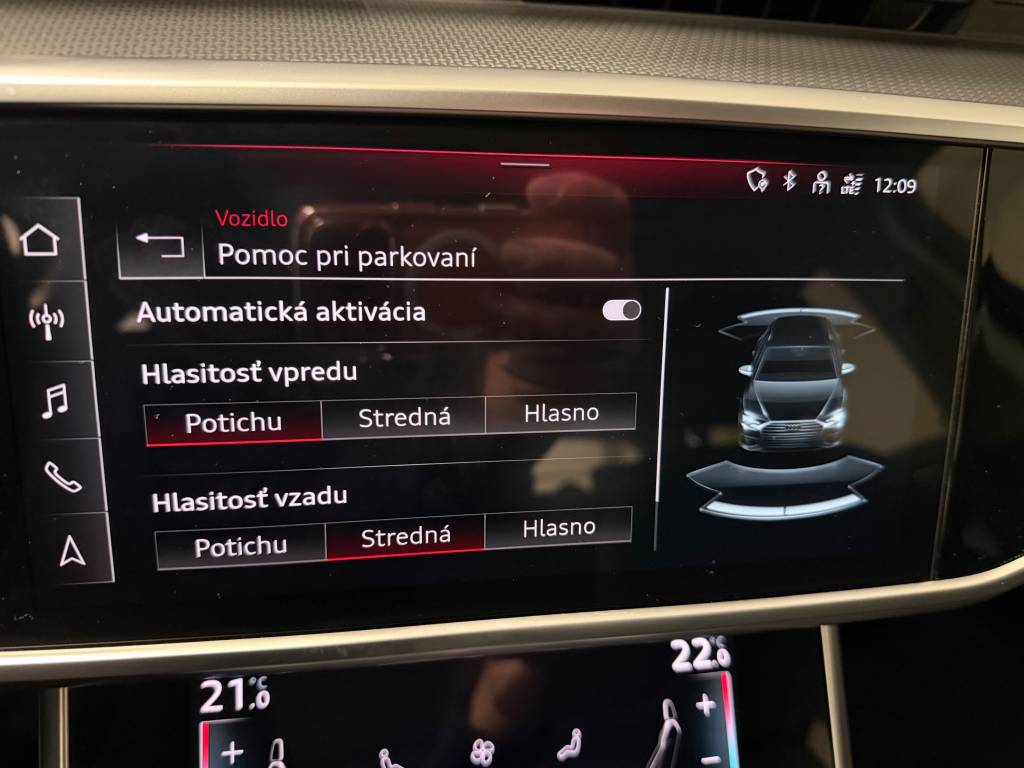 12:09
Vozidlo
Pomoc pri parkovaní
Automatická aktivácia
Hlasitosť vpredu
Potichu Stredná Hlasno
Hlasitosť vzadu
Potichu Stredná Hlasno
21.0 °C
22.0 °C
+
+
−